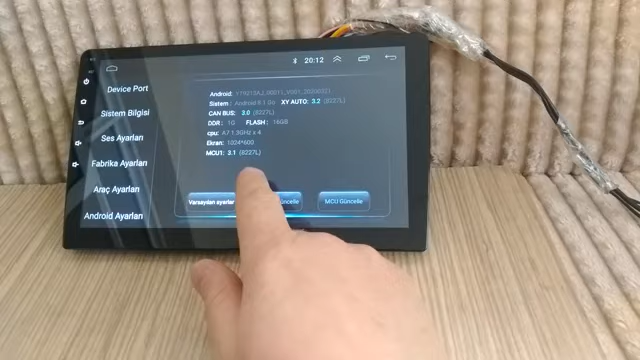 20:12
Device Port
Sistem Bilgisi
Ses Ayarları
Fabrika Ayarları
Araç Ayarları
Android Ayarları
Android:
Sistem : Android 8.1 Go XY AUTO: 3.2 (8227L)
CAN BUS: 3.0 (8227L)
DDR : 1G FLASH : 16GB
cpu: A7 1.3GHz x 4
Ekran: 1024*600
MCU1: 3.1 (8227L)
Varsayılan ayarlar
MCU Güncelle